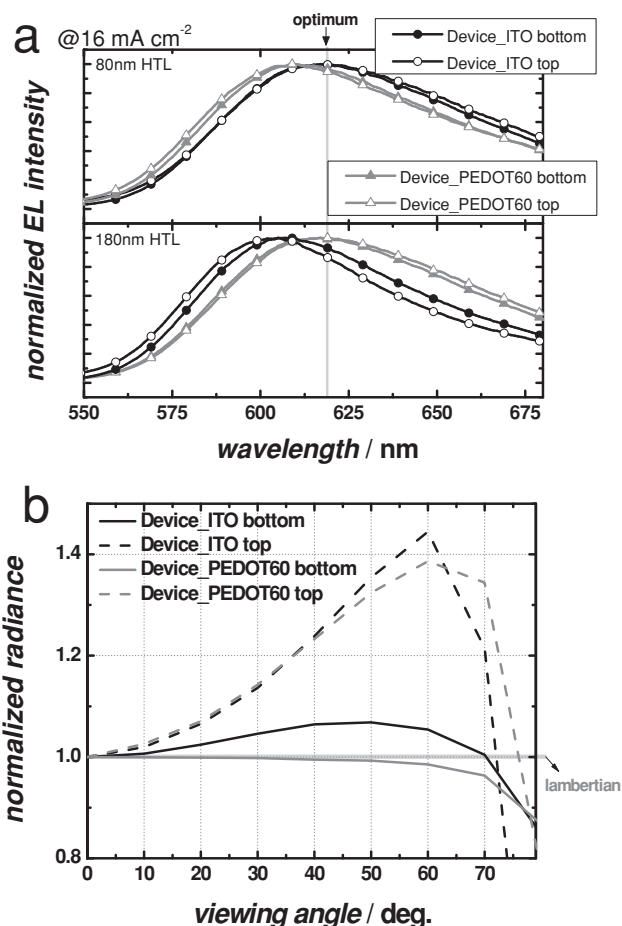 a
@16 mA cm-2
optimum
Device_ITO bottom
Device_ITO top
80nm HTL
Device_PEDOT60 bottom
Device_PEDOT60 top
180nm HTL
normalized EL intensity
550 575 600 625 650 675
wavelength / nm
b
Device_ITO bottom
Device_ITO top
Device_PEDOT60 bottom
Device_PEDOT60 top
normalized radiance
1.4
1.2
1.0
0.8
lambertian
0 10 20 30 40 50 60 70
viewing angle / deg.